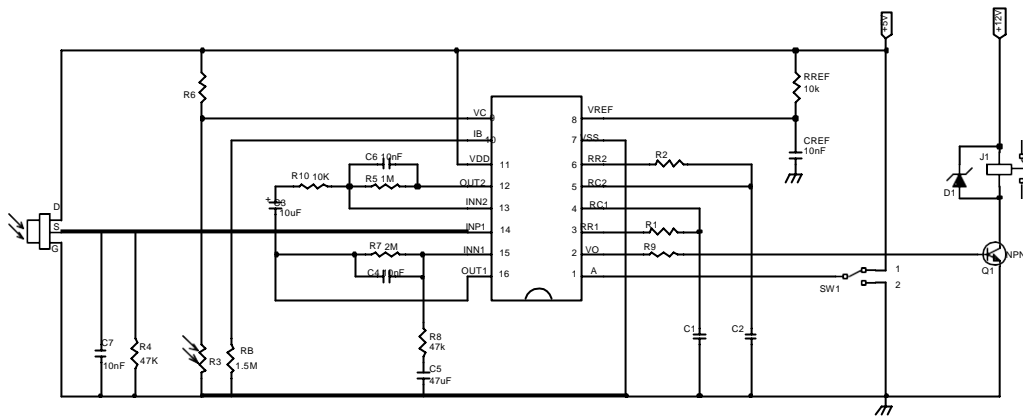 +5V
+12V
R6
RREF
10k
VC
9
8
VREF
IB
10
7
VSS
CREF
10nF
C6 10nF
VDD
11
6
RR2
R2
J1
R10 10K
R5 1M
OUT2
12
5
RC2
D1
C3
10uF
INN2
13
4
RC1
D
S
G
INP1
14
3
RR1
R1
R7 2M
INN1
15
2
VO
R9
NPN
Q1
C4 10nF
OUT1
16
1
A
SW1
1
2
C7
10nF
R4
47K
R3
RB
1.5M
R8
47k
C5
47uF
C1
C2